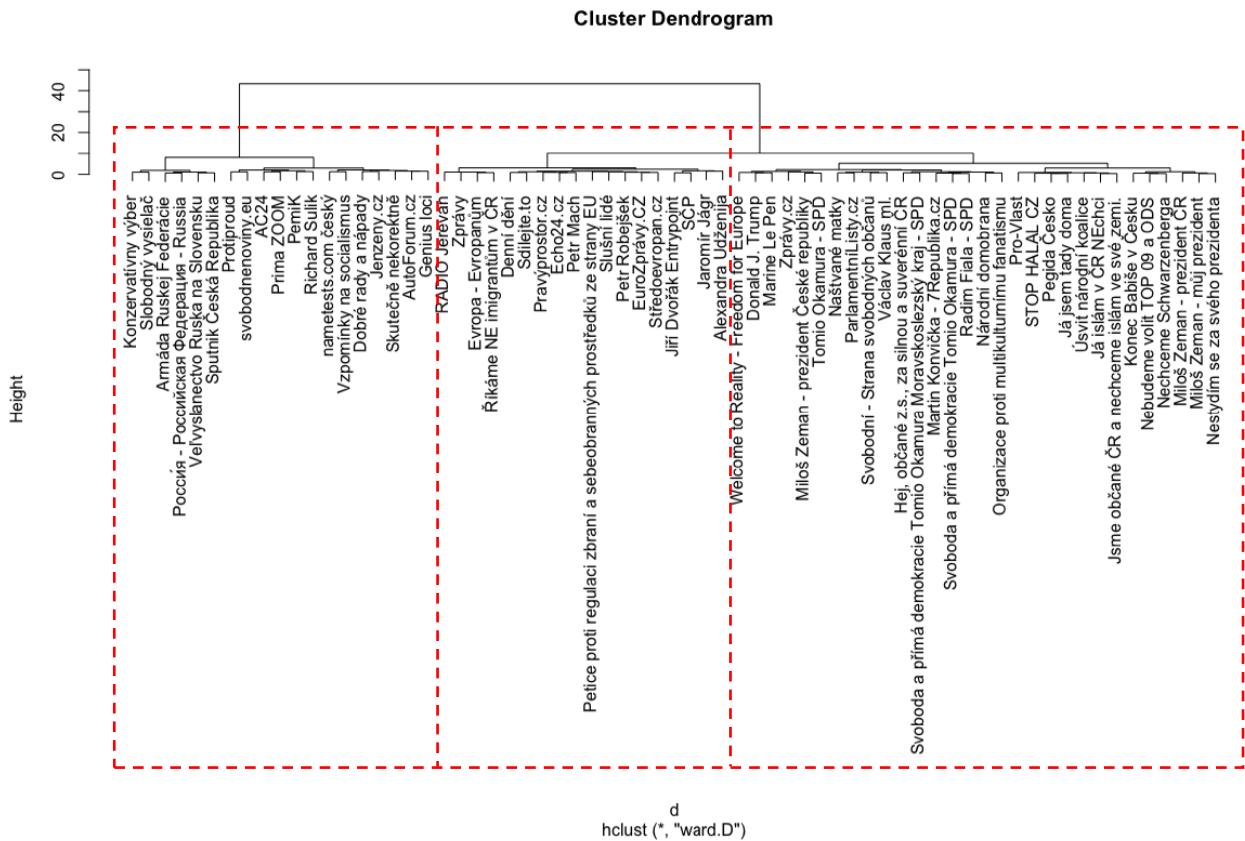 Cluster Dendrogram
Height
0
20
40
Konzervatívny výber
Slobodný vysielač
Armáda Ruskej Federácie
Росси́я - Российская Федерация - Russia
Veľvyslanectvo Ruska na Slovensku
Sputnik Česká Republika
Protiproud
svobodnenoviny.eu
AC24
Prima ZOOM
PemiK
Richard Sulík
nametests.com český
Vzpomínky na socialismus
Dobré rady a nápady
Jenzeny.cz
Skutečně nekorektně
AutoForum.cz
Genius loci
RADIO Jerevan
Zprávy
Evropa - Evropanům
Říkáme NE imigrantům v ČR
Denní dění
Sdílejte.to
Pravýprostor.cz
Echo24.cz
Petr Mach
Petice proti regulaci zbraní a sebeobranných prostředků ze strany EU
Slušní lidé
Petr Robejšek
EuroZprávy.CZ
Středevropan.cz
Jiří Dvořák Entrypoint
SČP
Jaromír Jágr
Alexandra Udženija
Welcome to Reality - Freedom for Europe
Donald J. Trump
Marine Le Pen
Zprávy.cz
Miloš Zeman - prezident České republiky
Tomio Okamura - SPD
Naštvané matky
ParlamentníListy.cz
Svobodní - Strana svobodných občanů
Václav Klaus ml.
Hej, občané z.s., za silnou a suverénní ČR
Svoboda a přímá demokracie Tomio Okamura Moravskoslezský kraj - SPD
Martin Konvička - 7Republika.cz
Svoboda a přímá demokracie Tomio Okamura - SPD
Radim Fiala - SPD
Národní domobrana
Organizace proti multikulturnímu fanatismu
Pro-Vlast
STOP HALAL CZ
Pegida Česko
Já jsem tady doma
Úsvit národní koalice
Já islám v ČR NEchci
Jsme občané ČR a nechceme islám ve své zemi.
Konec Babiše v Česku
Nebudeme volit TOP 09 a ODS
Nechceme Schwarzenberga
Miloš Zeman - prezident ČR
Miloš Zeman - můj prezident
Nestydím se za svého prezidenta
d
hclust (*, "ward.D")